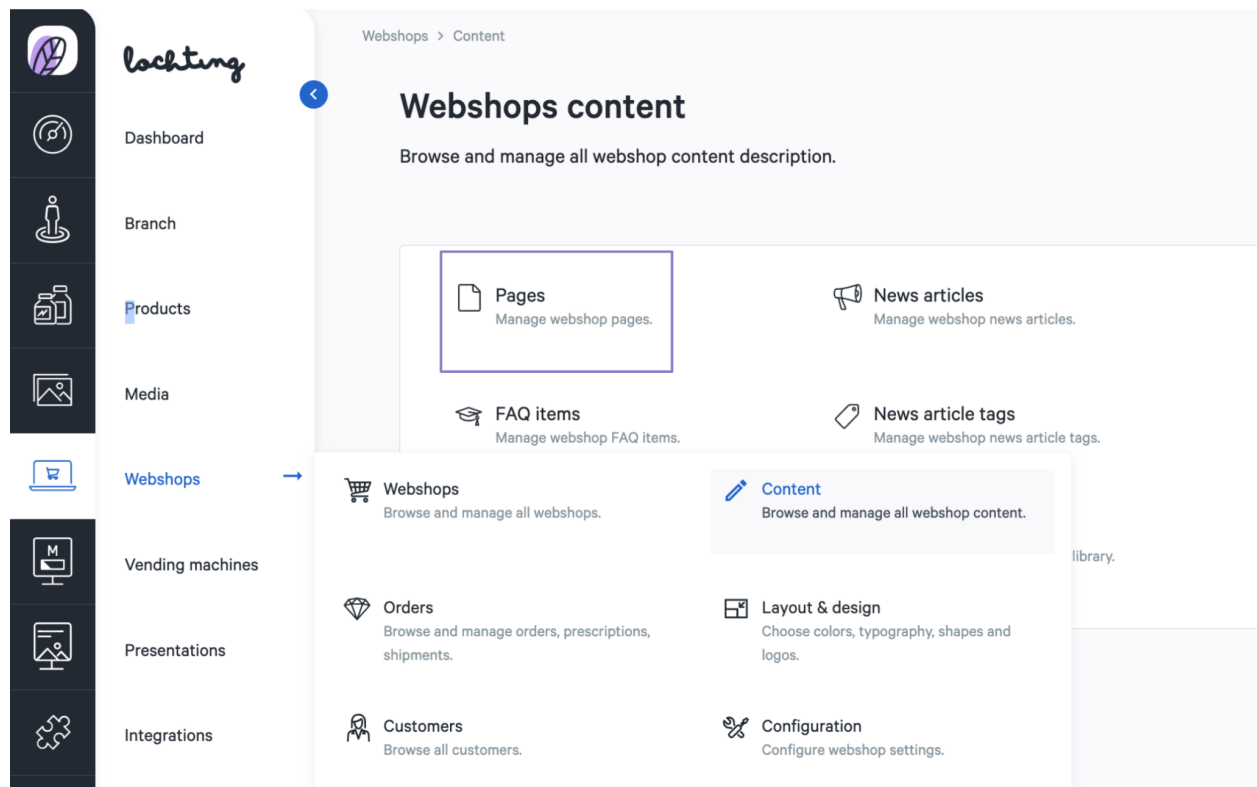 lochting
Dashboard
Branch
Products
Media
Webshops
Vending machines
Presentations
Integrations
M
Webshops > Content
Webshops content
Browse and manage all webshop content description.
Pages
Manage webshop pages.
News articles
Manage webshop news articles.
FAQ items
Manage webshop FAQ items.
News article tags
Manage webshop news article tags.
library.
Webshops
Browse and manage all webshops.
Content
Browse and manage all webshop content.
Orders
Browse and manage orders, prescriptions,
shipments.
Layout & design
Choose colors, typography, shapes and
logos.
Customers
Browse all customers.
Configuration
Configure webshop settings.